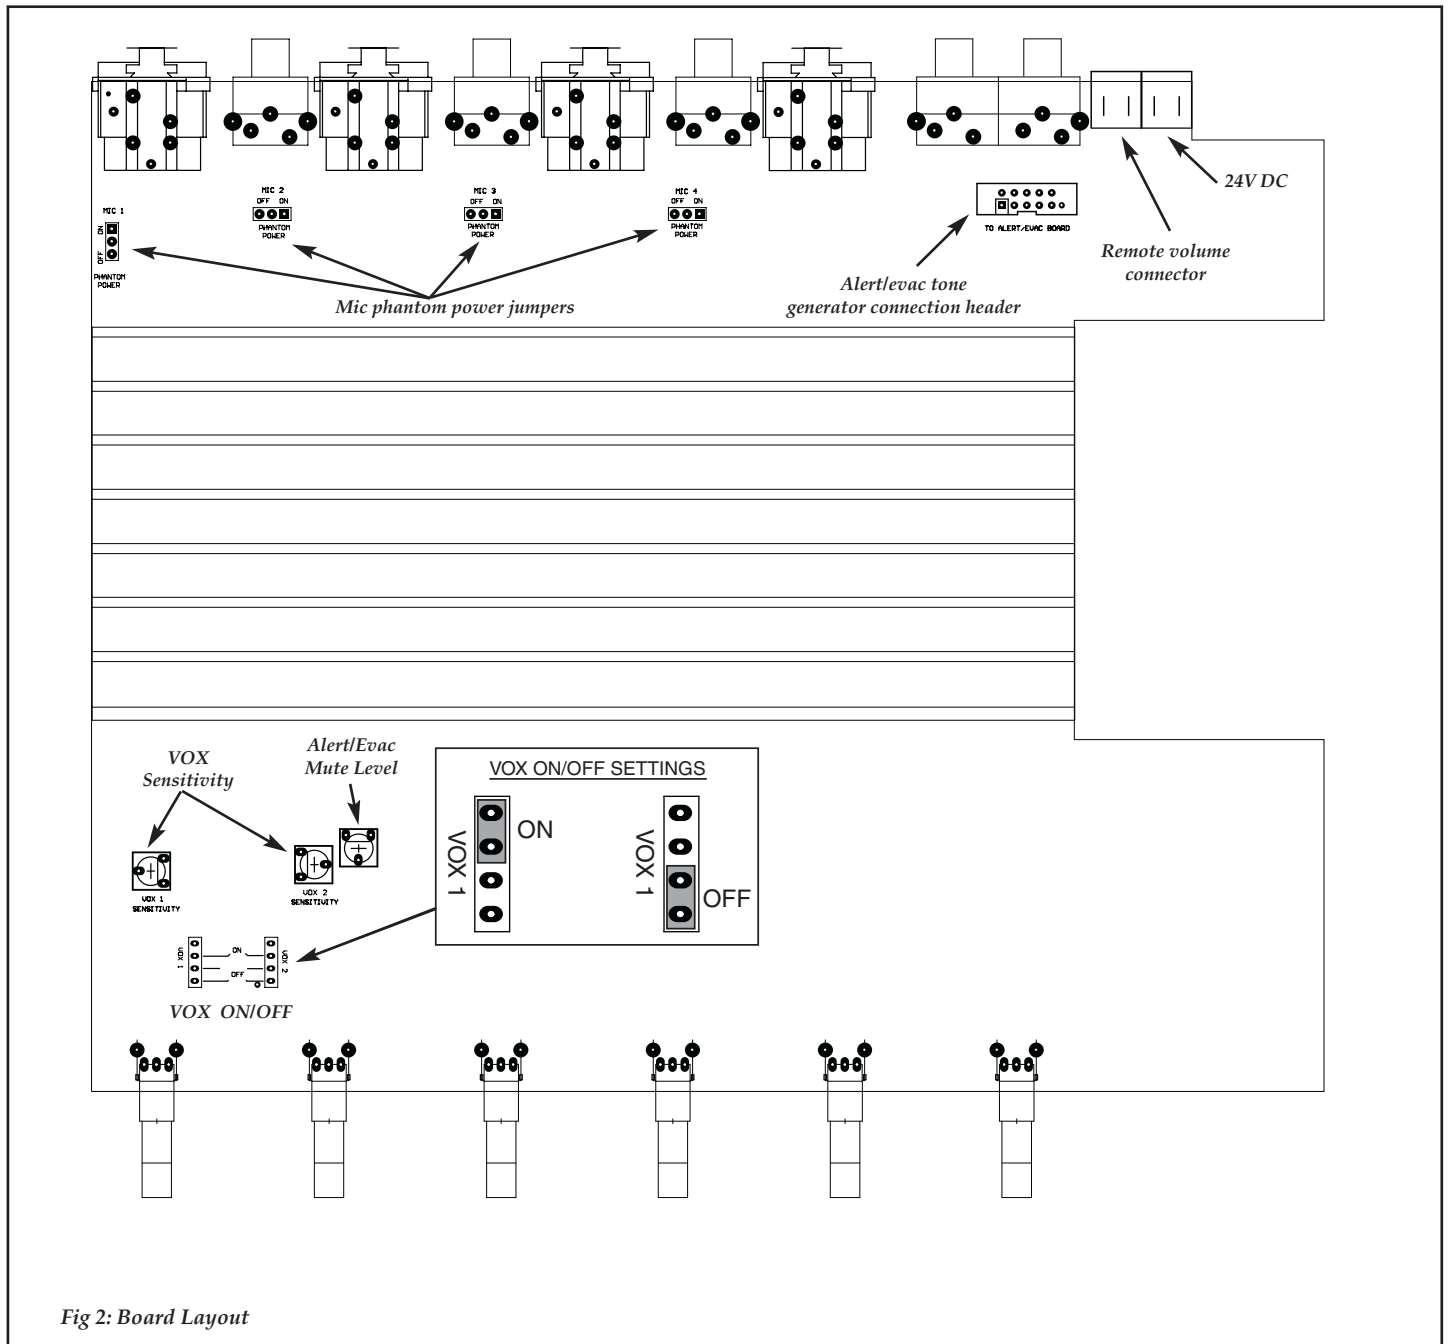 24V DC
MIC 2
OFF ON
PHANTOM
POWER
MIC 3
OFF ON
PHANTOM
POWER
MIC 4
OFF ON
PHANTOM
POWER
MIC 1
ON
OFF
PHANTOM
POWER
TO ALERT/EVAC BOARD
Remote volume
connector
Alert/evac tone
generator connection header
Mic phantom power jumpers
VOX
Sensitivity
Alert/Evac
Mute Level
VOX ON/OFF SETTINGS
VOX 1
ON
VOX 1
OFF
VOX 1
SENSITIVITY
VOX 2
SENSITIVITY
VOX 1
ON
OFF
VOX 2
VOX ON/OFF
Fig 2: Board Layout